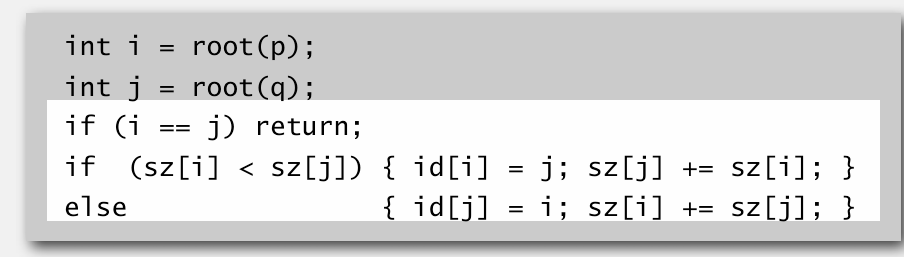 int i = root(p);
int j = root(q);
if (i == j) return;
if  (sz[i] < sz[j]) { id[i] = j; sz[j] += sz[i]; }
else                { id[j] = i; sz[i] += sz[j]; }